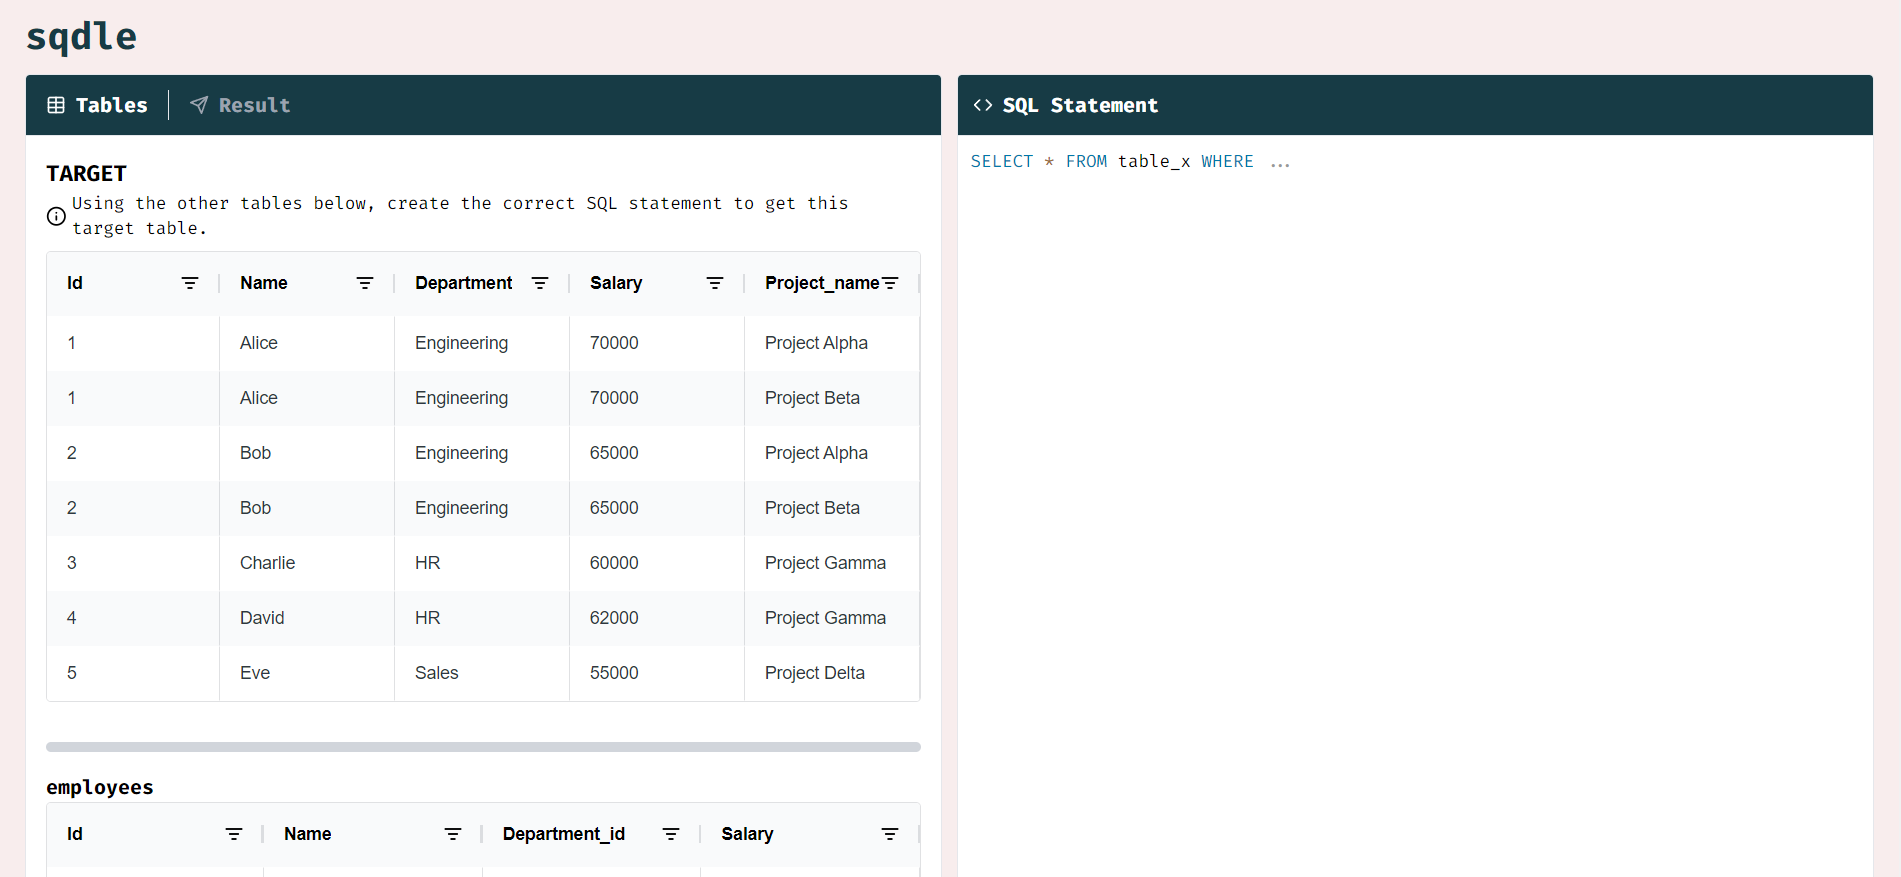 sqdle
Tables
Result
TARGET
Using the other tables below, create the correct SQL statement to get this
target table.
Id Name Department Salary Project_name
1 Alice Engineering 70000 Project Alpha
1 Alice Engineering 70000 Project Beta
2 Bob Engineering 65000 Project Alpha
2 Bob Engineering 65000 Project Beta
3 Charlie HR 60000 Project Gamma
4 David HR 62000 Project Gamma
5 Eve Sales 55000 Project Delta
employees
Id Name Department_id Salary
<> SQL Statement
SELECT * FROM table_x WHERE ...